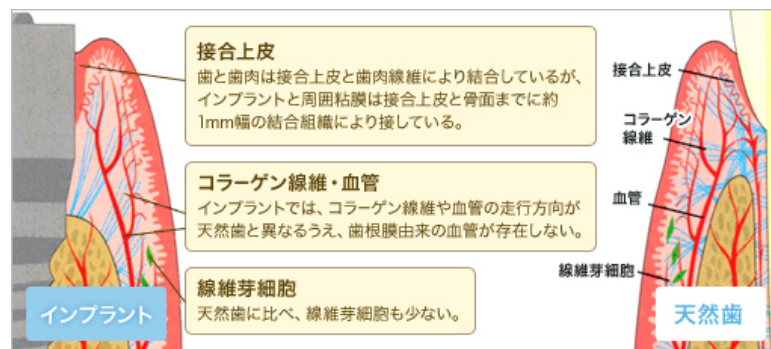 接合上皮
歯と歯肉は接合上皮と歯肉線維により結合しているが、
インプラントと周囲粘膜は接合上皮と骨面までに約
1mm幅の結合組織により接している。
コラーゲン線維・血管
インプラントでは、コラーゲン線維や血管の走行方向が
天然歯と異なるうえ、歯根膜由来の血管が存在しない。
線維芽細胞
天然歯に比べ、線維芽細胞も少ない。
インプラント
接合上皮
コラーゲン
線維
血管
線維芽細胞
天然歯